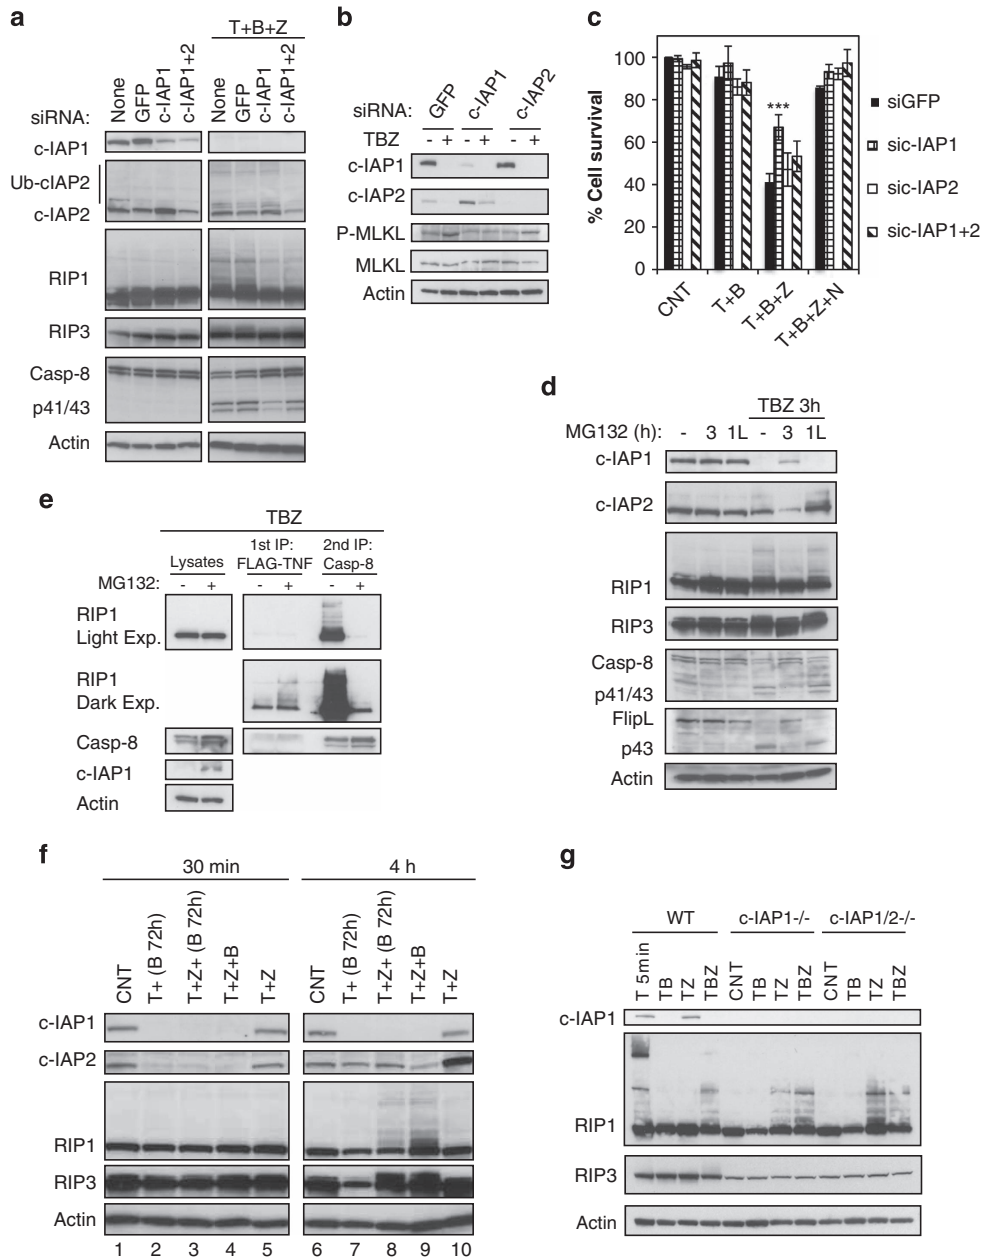 a
T+B+Z
siRNA: None GFP c-IAP1 c-IAP1+2 None GFP c-IAP1 c-IAP1+2
c-IAP1
Ub-cIAP2
c-IAP2
RIP1
RIP3
Casp-8
p41/43
Actin
b
siRNA: GFP c-IAP1 c-IAP2
TBZ - + - + - +
c-IAP1
c-IAP2
P-MLKL
MLKL
Actin
c
% Cell survival
100
80
60
40
20
0
***
CNT T+B T+B+Z T+B+Z+N
siGFP
sic-IAP1
sic-IAP2
sic-IAP1+2
d
TBZ 3h
MG132 (h): - 3 1L - 3 1L
c-IAP1
c-IAP2
RIP1
RIP3
Casp-8
p41/43
FlipL
p43
Actin
e
TBZ
Lysates
1st IP:
FLAG-TNF
2nd IP:
Casp-8
MG132: - + - + - +
RIP1
Light Exp.
RIP1
Dark Exp.
Casp-8
c-IAP1
Actin
f
30 min 4 h
CNT T+ (B 72h) T+Z+ (B 72h) T+Z+B T+Z CNT T+ (B 72h) T+Z+ (B 72h) T+Z+B T+Z
c-IAP1
c-IAP2
RIP1
RIP3
Actin
1 2 3 4 5 6 7 8 9 10
g
WT c-IAP1-/- c-IAP1/2-/-
T 5min TB TZ TBZ CNT TB TZ TBZ CNT TB TZ TBZ
c-IAP1
RIP1
RIP3
Actin